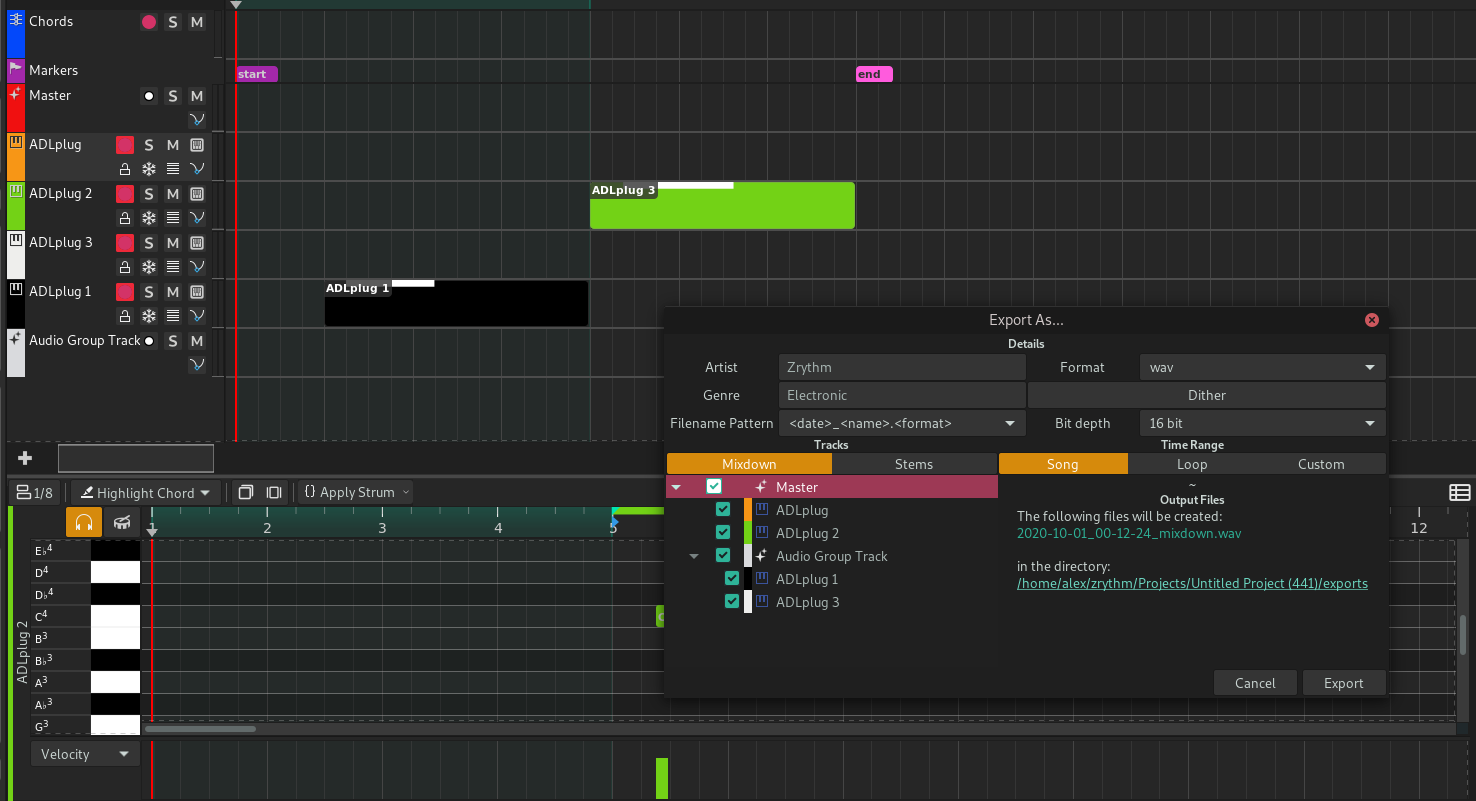 Chords S M
Markers
start end
Master S M
ADLplug S M
ADLplug 2 S M
ADLplug 3
ADLplug 3 S M
ADLplug 1 S M
ADLplug 1
Audio Group Track S M
Export As...
Details
Artist Zrythm Format wav
Genre Electronic Dither
Filename Pattern <date>_<name>.<format> Bit depth 16 bit
Tracks Time Range
Mixdown Stems Song Loop Custom
Master
ADLplug
ADLplug 2
Audio Group Track
ADLplug 1
ADLplug 3
~
Output Files
The following files will be created:
2020-10-01_00-12-24_mixdown.wav
in the directory:
/home/alex/zrythm/Projects/Untitled Project (441)/exports
Cancel Export
1/8 Highlight Chord {} Apply Strum
1 2 3 4 5 12
E♭4
D4
D♭4
C4
B3
B♭3
A3
A♭3
G3
ADLplug 2
Velocity